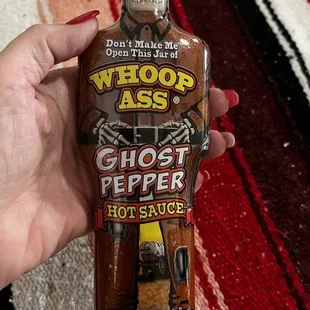 Don't Make Me
Open This Jar of
WHOOP
ASS®
GHOST
PEPPER
HOT SAUCE